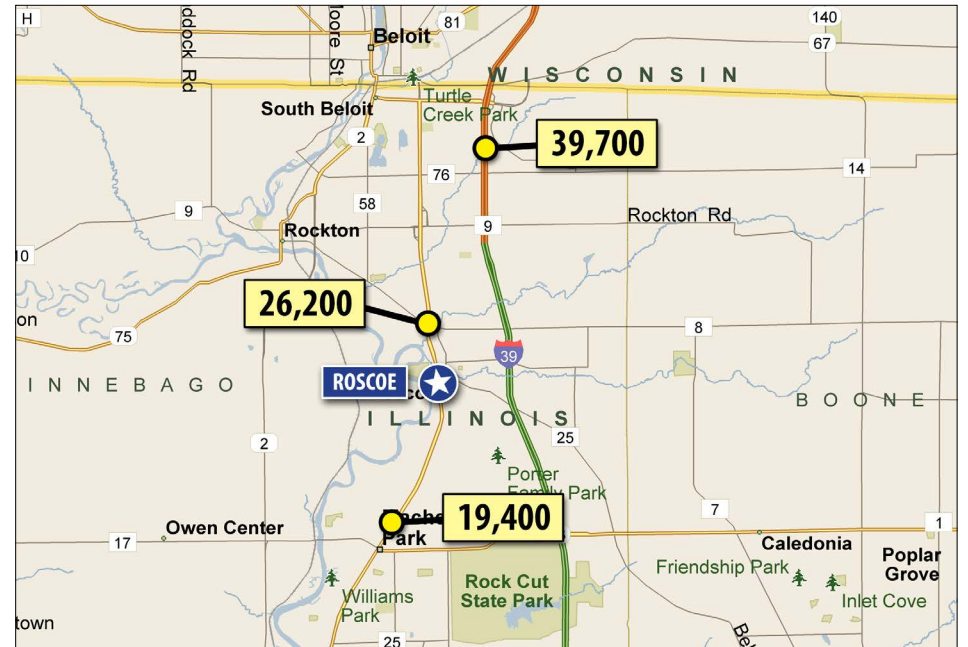 H
ddock Rd
oore St
81
140
67
Beloit
WISCONSIN
South Beloit
Turtle
Creek Park
2
39,700
76
14
58
9
Rockton Rd
9
Rockton
10
26,200
on
75
8
39
ROSCOE
INNEBAGO
BOONE
ILLINOIS
2
25
Porter
Family Park
7
19,400
1
Owen Center
Park
17
Caledonia
Poplar
Grove
Friendship Park
Rock Cut
State Park
Inlet Cove
Williams
Park
town
25